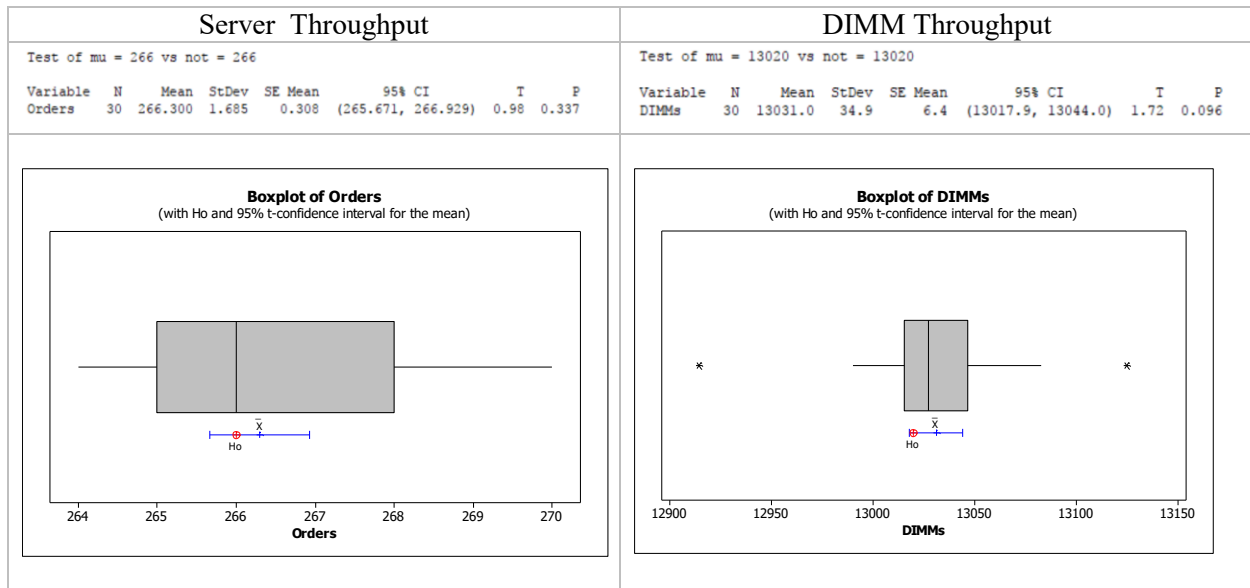 Server  Throughput
Test of mu = 266 vs not = 266
Variable   N     Mean  StDev  SE Mean        95% CI           T      P
Orders    30  266.300  1.685    0.308  (265.671, 266.929)  0.98  0.337
Boxplot of Orders
(with Ho and 95% t-confidence interval for the mean)
X̄
Ho
264 265 266 267 268 269 270
Orders
DIMM Throughput
Test of mu = 13020 vs not = 13020
Variable   N     Mean  StDev  SE Mean        95% CI           T      P
DIMMs     30  13031.0   34.9      6.4  (13017.9, 13044.0)  1.72  0.096
Boxplot of DIMMs
(with Ho and 95% t-confidence interval for the mean)
X̄
Ho
12900 12950 13000 13050 13100 13150
DIMMs